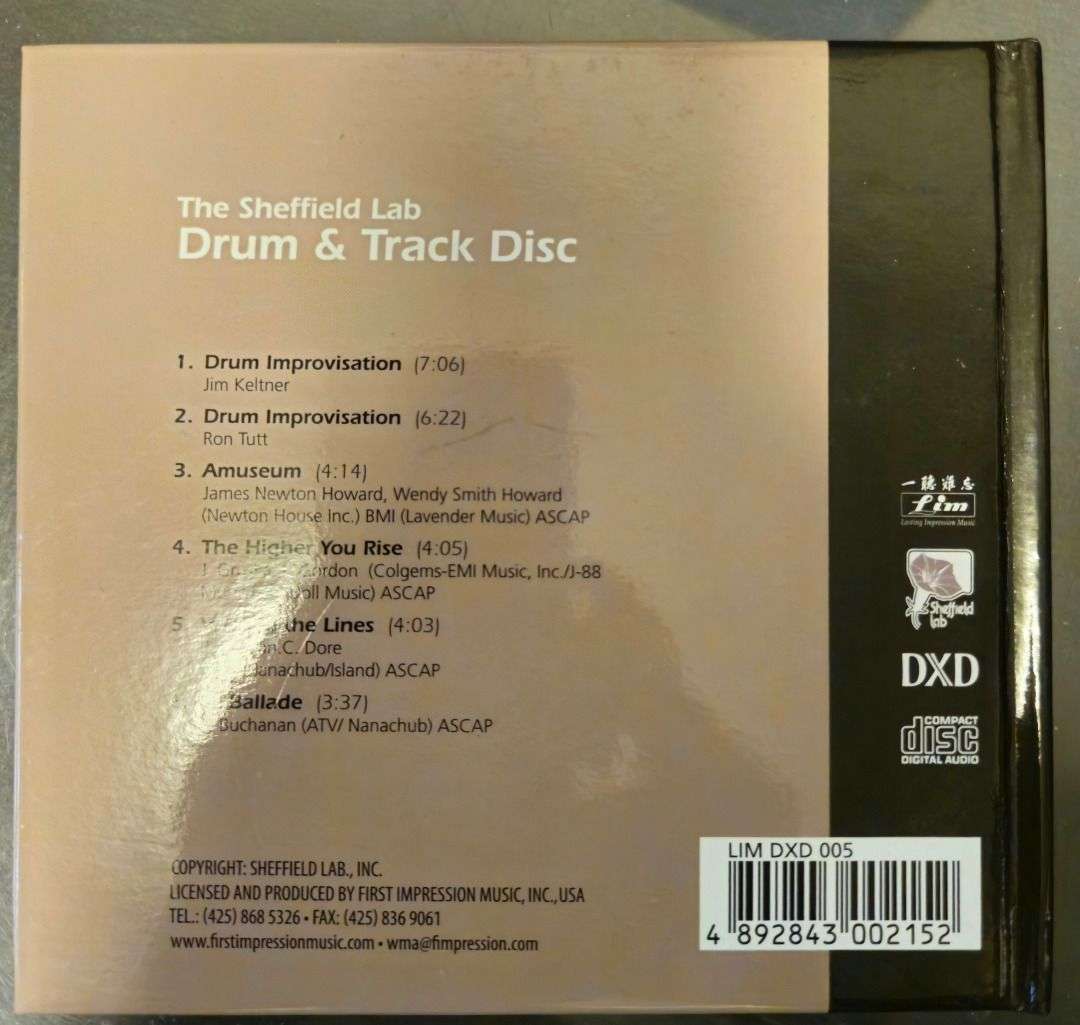 The Sheffield Lab
Drum & Track Disc
1. Drum Improvisation (7:06)
Jim Keltner
2. Drum Improvisation (6:22)
Ron Tutt
3. Amuseum (4:14)
James Newton Howard, Wendy Smith Howard
(Newton House Inc.) BMI (Lavender Music) ASCAP
4. The Higher You Rise (4:05)
Gordon (Colgems-EMI Music, Inc./J-88
Music) ASCAP
5. the Lines (4:03)
Dore
ASCAP
Ballade (3:37)
Buchanan (ATV/ Nanachub) ASCAP
一聽難忘
Lim
Lasting Impression Music
Sheffield
lab
DXD
COMPACT
disc
DIGITAL AUDIO
COPYRIGHT: SHEFFIELD LAB., INC.
LICENSED AND PRODUCED BY FIRST IMPRESSION MUSIC, INC., USA
TEL.: (425) 868 5326 • FAX: (425) 836 9061
www.firstimpressionmusic.com • wma@fimpression.com
LIM DXD 005
4 892843 002152